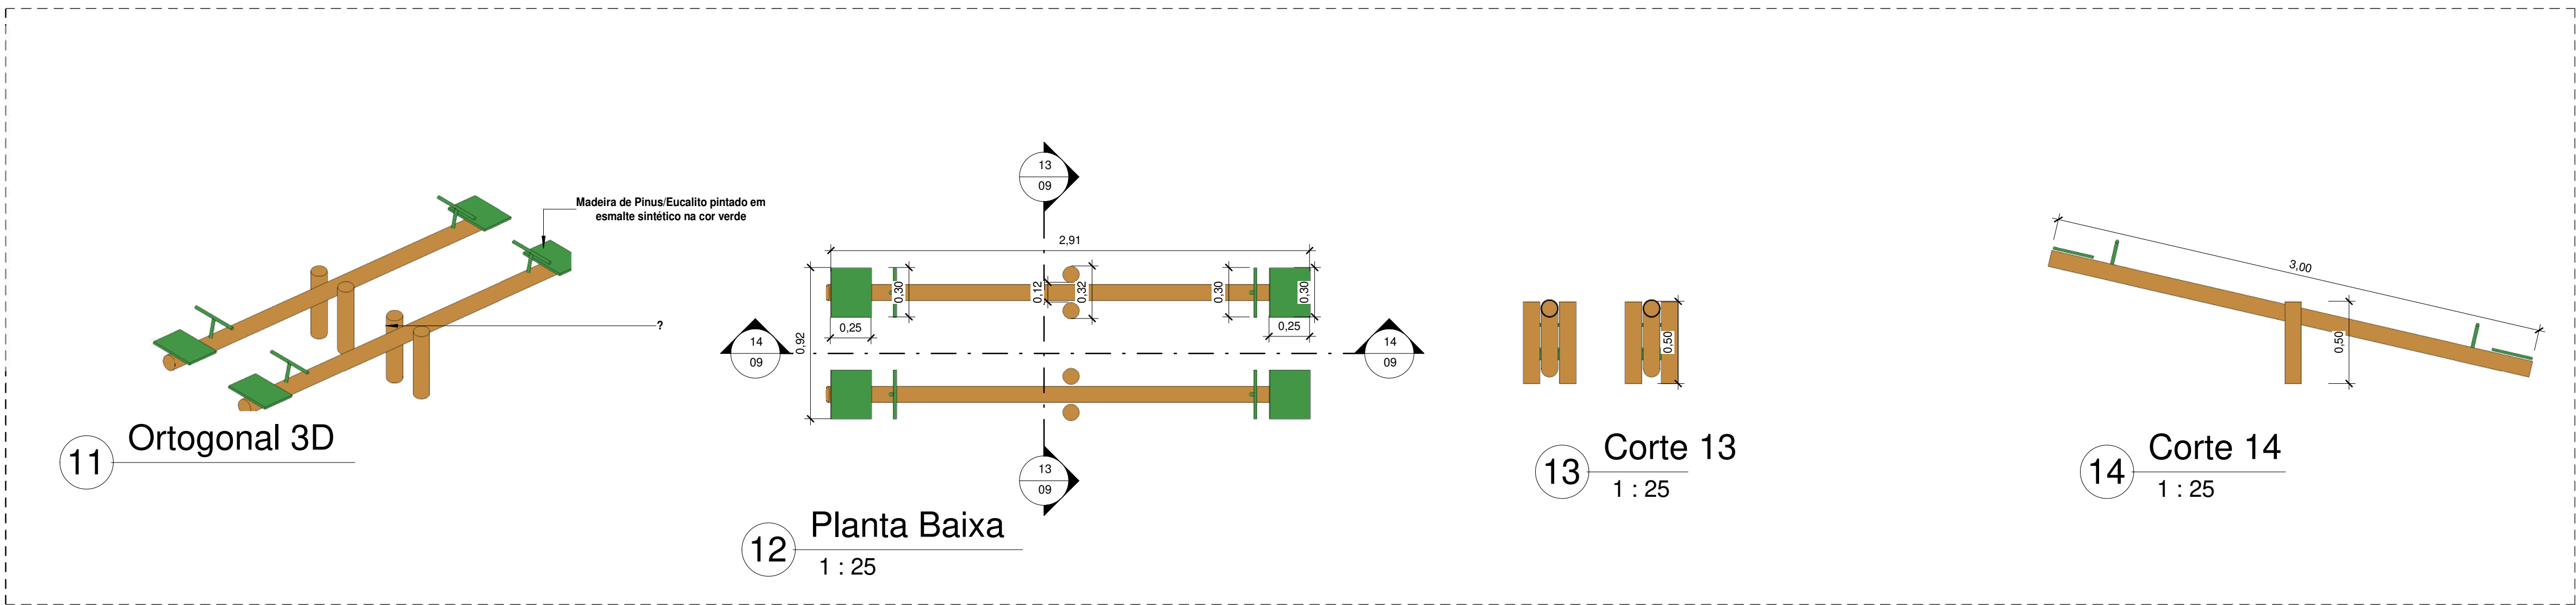 Madeira de Pinus/Eucalito pintado em
esmalte sintético na cor verde
?
11
Ortogonal 3D
13
09
2,91
0,30
0,12
0,32
0,30
0,30
0,25
0,25
0,92
14
09
14
09
13
09
12
Planta Baixa
1 : 25
0,50
13
Corte 13
1 : 25
3,00
0,50
14
Corte 14
1 : 25